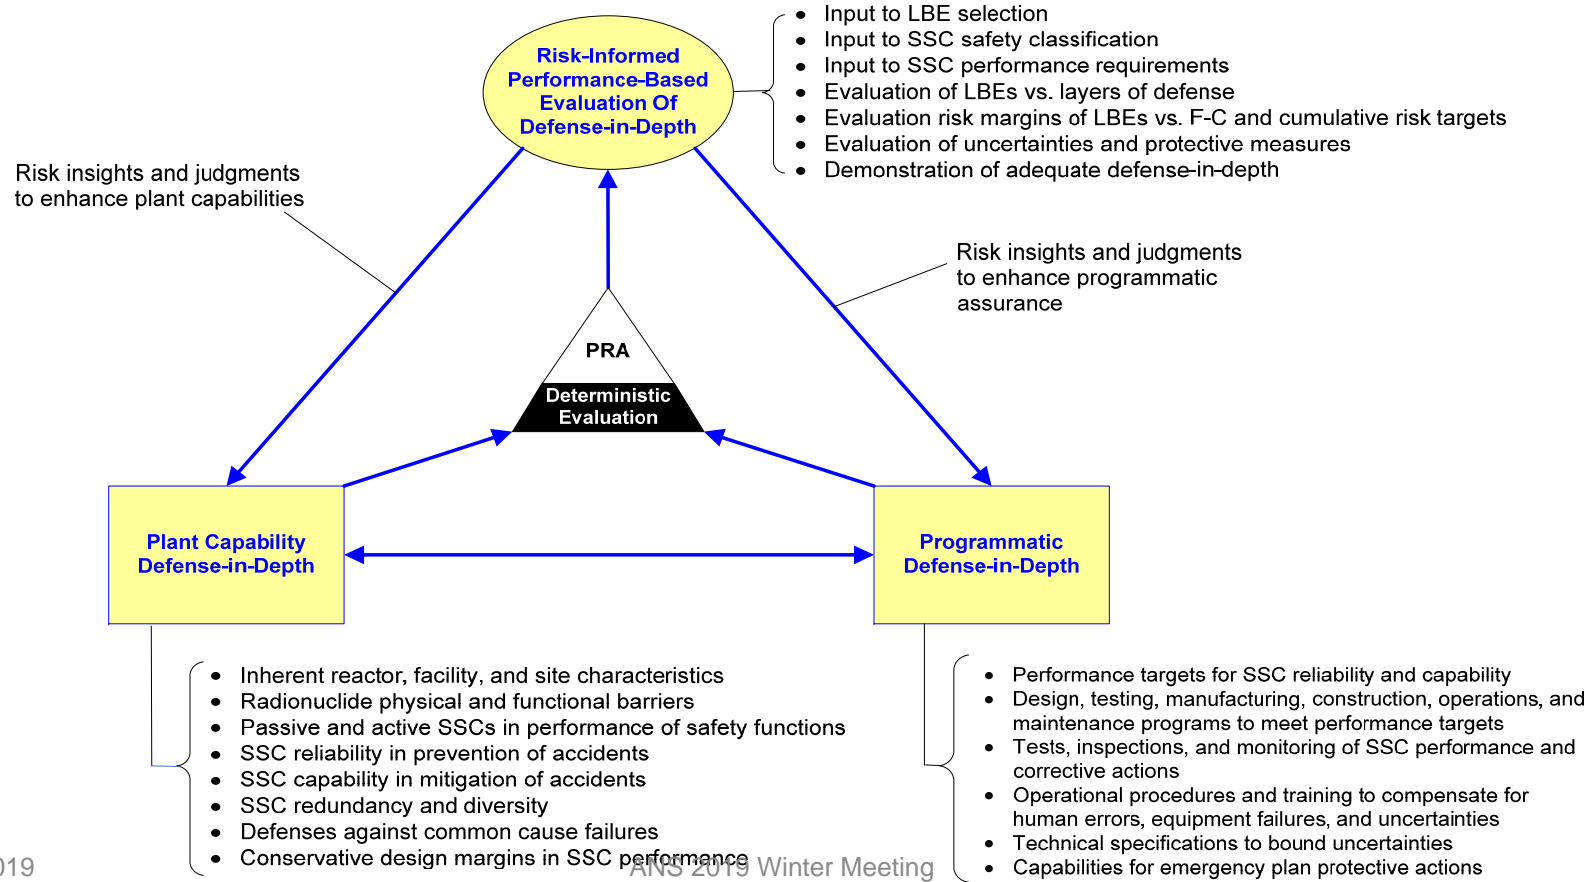 Risk-Informed
Performance-Based
Evaluation Of
Defense-in-Depth
• Input to LBE selection
• Input to SSC safety classification
• Input to SSC performance requirements
• Evaluation of LBEs vs. layers of defense
• Evaluation risk margins of LBEs vs. F-C and cumulative risk targets
• Evaluation of uncertainties and protective measures
• Demonstration of adequate defense-in-depth
Risk insights and judgments
to enhance plant capabilities
Risk insights and judgments
to enhance programmatic
assurance
PRA
Deterministic
Evaluation
Plant Capability
Defense-in-Depth
Programmatic
Defense-in-Depth
• Inherent reactor, facility, and site characteristics
• Radionuclide physical and functional barriers
• Passive and active SSCs in performance of safety functions
• SSC reliability in prevention of accidents
• SSC capability in mitigation of accidents
• SSC redundancy and diversity
• Defenses against common cause failures
• Conservative design margins in SSC performance
• Performance targets for SSC reliability and capability
• Design, testing, manufacturing, construction, operations, and
maintenance programs to meet performance targets
• Tests, inspections, and monitoring of SSC performance and
corrective actions
• Operational procedures and training to compensate for
human errors, equipment failures, and uncertainties
• Technical specifications to bound uncertainties
• Capabilities for emergency plan protective actions
019
ANS 2019 Winter Meeting